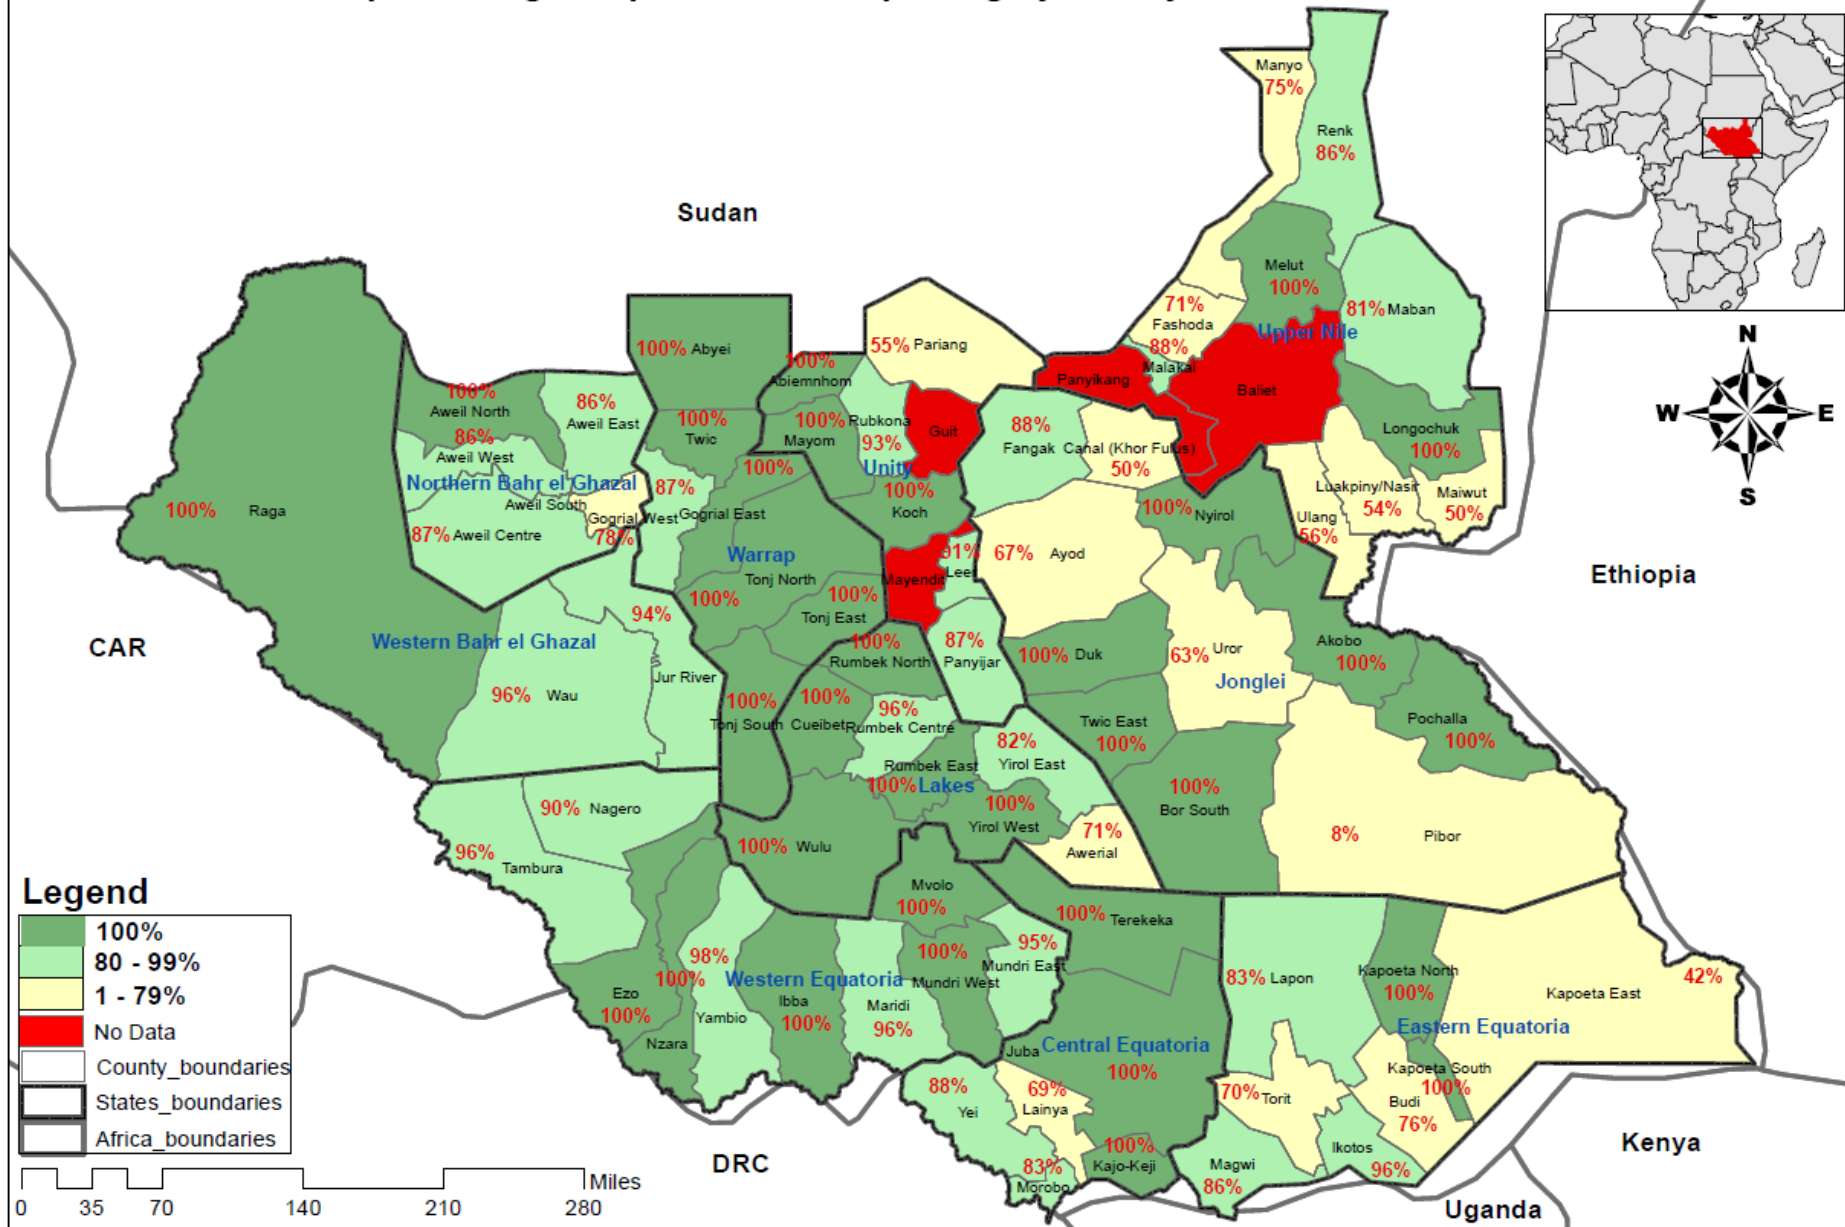 Manyo
75%
Renk
86%
Sudan
Melut
100%
71%
Fashoda
81% Maban
Upper Nile
88%
Malakal
Panyikang
Baliet
55% Pariang
100% Abyei
100%
Abiemnhom
100%
Aweil North
86%
Aweil East
86%
Aweil West
100%
Twic
100%
Mayom
Rubkona
93%
Guit
Unity
88%
Fangak
Canal (Khor Fulus)
50%
Longochuk
100%
Luakpiny/Nasir
54%
Maiwut
50%
Ulang
56%
Northern Bahr el Ghazal
Aweil South
Gogrial West
78%
87%
Gogrial East
100%
100%
Koch
100% Nyirol
100% Raga
87% Aweil Centre
Warrap
Tonj North
100%
100%
Tonj East
Mayendit
91%
Leer
67% Ayod
Ethiopia
CAR
Western Bahr el Ghazal
94%
Jur River
96% Wau
100%
Rumbek North
87%
Panyijar
100% Duk
63% Uror
Akobo
100%
Jonglei
100%
Tonj South
100%
Cueibet
96%
Rumbek Centre
82%
Yirol East
Twic East
100%
Pochalla
100%
Rumbek East
100% Lakes
100%
Yirol West
100%
Bor South
90% Nagero
96%
Tambura
100% Wulu
71%
Awerial
8% Pibor
Mvolo
100%
100% Terekeka
98%
100%
Western Equatoria
Ezo
100%
Yambio
Nzara
Ibba
100%
Maridi
96%
100%
Mundri West
95%
Mundri East
83% Lapon
Kapoeta North
100%
Kapoeta East
42%
Eastern Equatoria
Juba
Central Equatoria
100%
Kapoeta South
100%
Budi
76%
88%
Yei
69%
Lainya
70% Torit
Ikotos
96%
Magwi
86%
100%
Kajo-Keji
83%
Morobo
DRC
Kenya
Uganda
N
W E
S
Legend
100%
80 - 99%
1 - 79%
No Data
County_boundaries
States_boundaries
Africa_boundaries
Miles
0 35 70 140 210 280